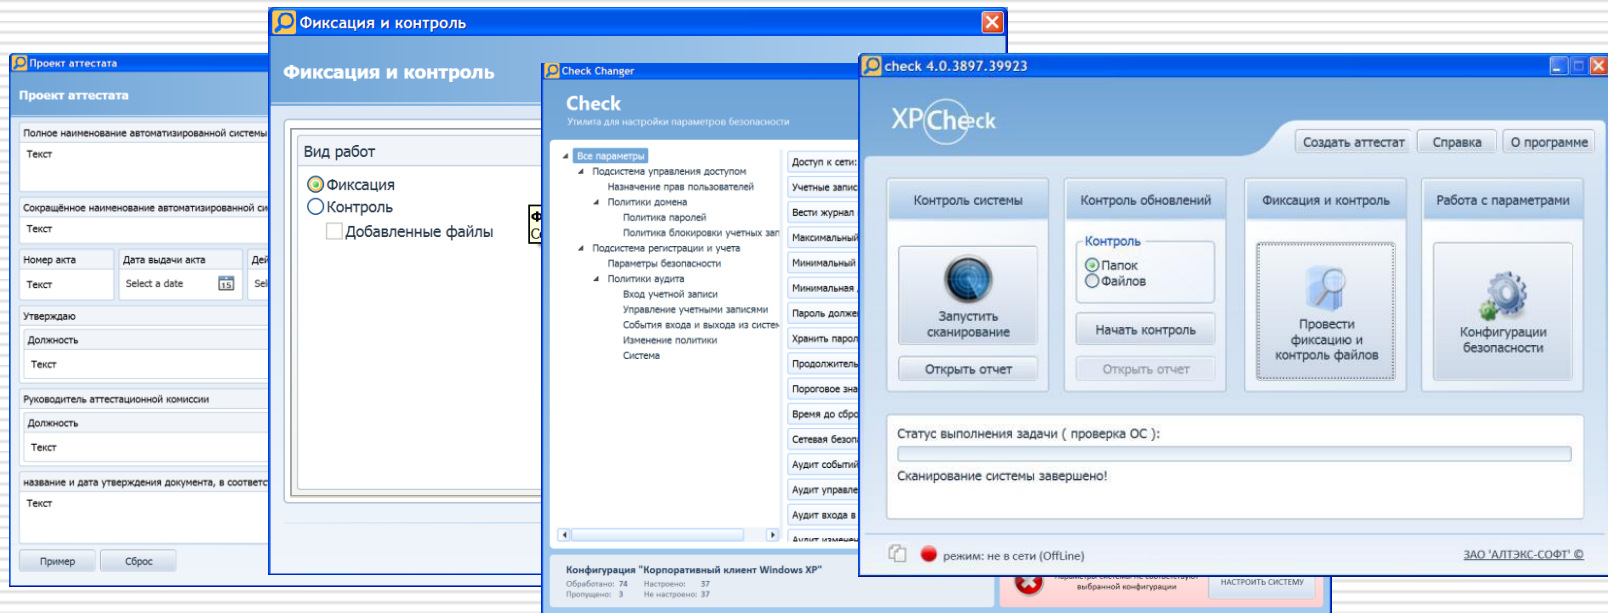 Проект аттестата
Проект аттестата
Полное наименование автоматизированной системы
Текст
Сокращённое наименование автоматизированной
Текст
Номер акта
Дата выдачи акта
Текст
Select a date
15
Утверждаю
Должность
Текст
Руководитель аттестационной комиссии
Должность
Текст
название и дата утверждения документа, в
Текст
Пример
Сброс
Фиксация и контроль
Фиксация и контроль
Вид работ
Фиксация
Контроль
Добавленные файлы
Check Changer
Check
Утилита для настройки параметров безопасности
Все параметры
Подсистема управления доступом
Назначение прав пользователей
Политики домена
Политика паролей
Политика блокировки учетных зап
Подсистема регистрации и учета
Параметры безопасности
Политики аудита
Вход учетной записи
Управление учетными записями
События входа и выхода из систем
Изменение политики
Система
Доступ к сети:
Учетные запис
Вести журнал
Максимальный
Минимальный
Минимальная
Пароль должен
Хранить парол
Продолжитель
Пороговое зна
Время до сбро
Сетевая безопа
Аудит событий
Аудит управле
Аудит входа в
Аудит изменен
Конфигурация "Корпоративный клиент Windows XP"
Обработано: 74 Настроено: 37
Пропущено: 3 Не настроено: 37
выбранной конфигурации
НАСТРОИТЬ СИСТЕМУ
check 4.0.3897.39923
XPCheck
Создать аттестат
Справка
О программе
Контроль системы
Запустить
сканирование
Открыть отчет
Контроль обновлений
Контроль
Папок
Файлов
Начать контроль
Открыть отчет
Фиксация и контроль
Провести
фиксацию и
контроль файлов
Работа с параметрами
Конфигурации
безопасности
Статус выполнения задачи ( проверка ОС ):
Сканирование системы завершено!
режим: не в сети (OffLine)
ЗАО 'АЛТЭКС-СОФТ' ©